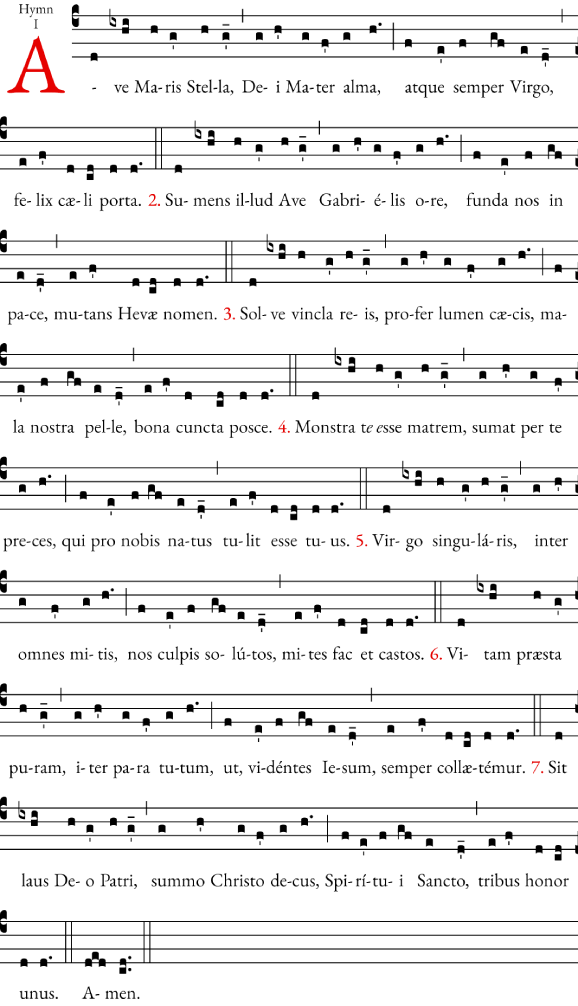 Hymn
I
A- ve Ma-ris Stel-la, De- i Ma-ter alma, atque semper Virgo,
fe-lix cæ-li porta. 2. Su- mens il-lud Ave Gabri- é-lis o-re, funda nos in
pa-ce, mu-tans Hevæ nomen. 3. Sol- ve vincla re- is, pro-fer lumen cæ-cis, ma-
la nostra pel-le, bona cuncta posce. 4. Monstra te esse matrem, sumat per te
pre-ces, qui pro nobis na-tus tu-lit esse tu- us. 5. Vir- go singu-lá-ris, inter
omnes mi-tis, nos culpis so- lú-tos, mi-tes fac et castos. 6. Vi- tam præsta
pu-ram, i-ter pa-ra tu-tum, ut, vi-déntes Ie-sum, semper collæ-témur. 7. Sit
laus De- o Patri, summo Christo de-cus, Spi-rí-tu- i Sancto, tribus honor
unus. A- men.